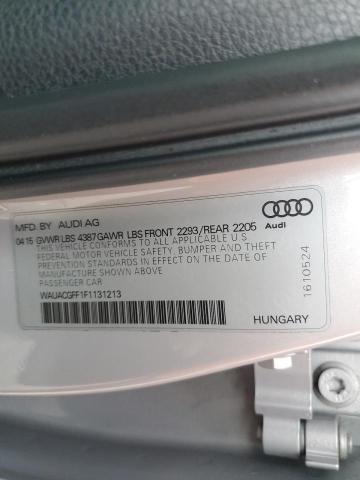 MFD. BY AUDI AG
04.15 GVWR LBS 4387 GAWR LBS FRONT 2293/REAR 2205
THIS VEHICLE CONFORMS TO ALL APPLICABLE U.S.
FEDERAL MOTOR VEHICLE SAFETY, BUMPER AND THEFT
PREVENTION STANDARDS IN EFFECT ON THE DATE OF
MANUFACTURE SHOWN ABOVE
PASSENGER CAR
WAUACGFF1F1131213
Audi
1610524
HUNGARY